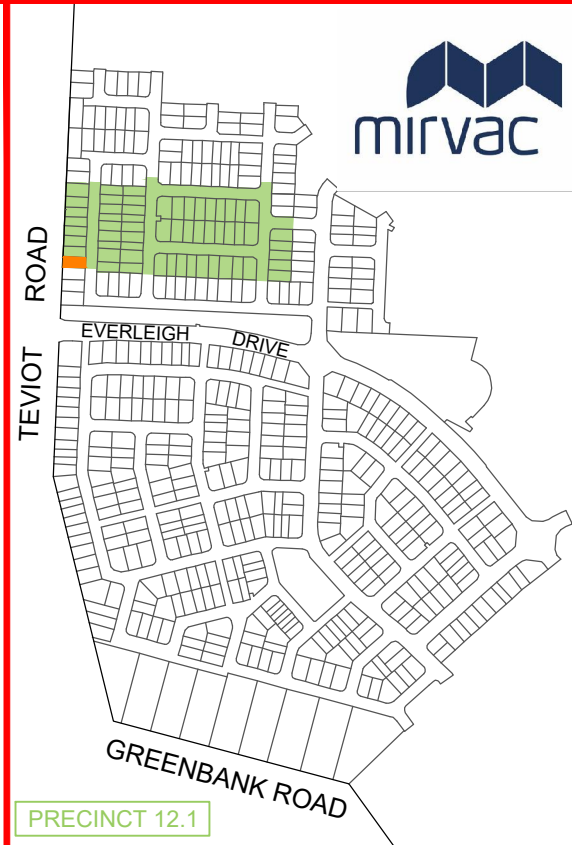 mirvac
TEVIOT ROAD
EVERLEIGH DRIVE
GREENBANK ROAD
PRECINCT 12.1